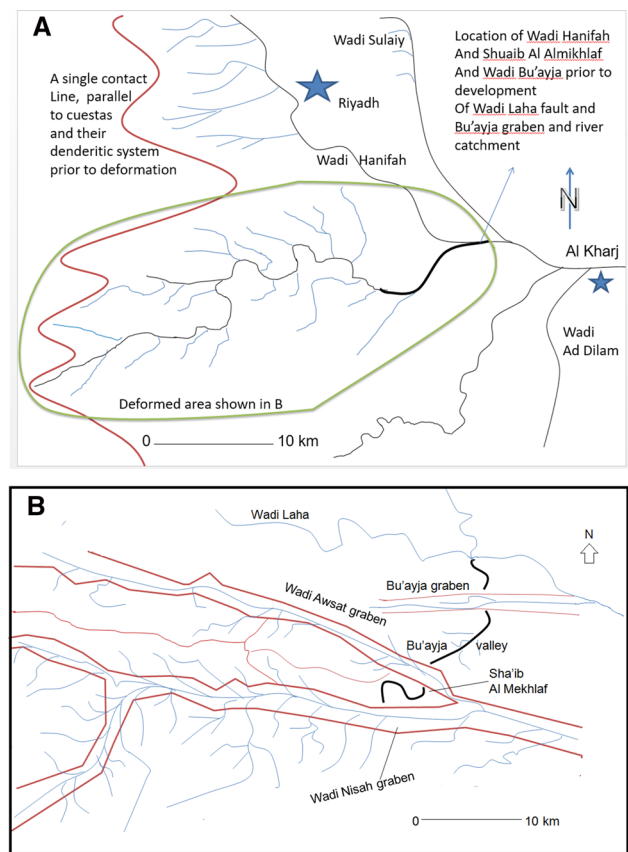 A
Wadi Sulaiy
Location of Wadi Hanifah
And Shuaib Al Almikhlaf
And Wadi Bu’ayja prior to
development
Of Wadi Laha fault and
Bu’ayja graben and river
catchment
A single contact
Line, parallel
to cuestas
and their
denderitic system
prior to deformation
Riyadh
Wadi Hanifah
N
Al Kharj
Wadi
Ad Dilam
Deformed area shown in B
0 10 km
B
Wadi Laha
N
Bu’ayja graben
Wadi Awsat graben
Bu’ayja valley
Sha’ib
Al Mekhlaf
Wadi Nisah graben
0 10 km